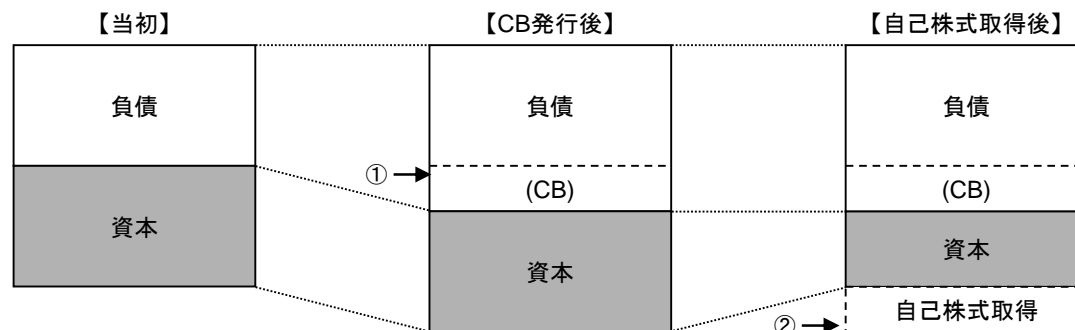 【当初】
【CB発行後】
【自己株式取得後】
負債
負債
負債
①
(CB)
(CB)
資本
資本
資本
②
自己株式取得